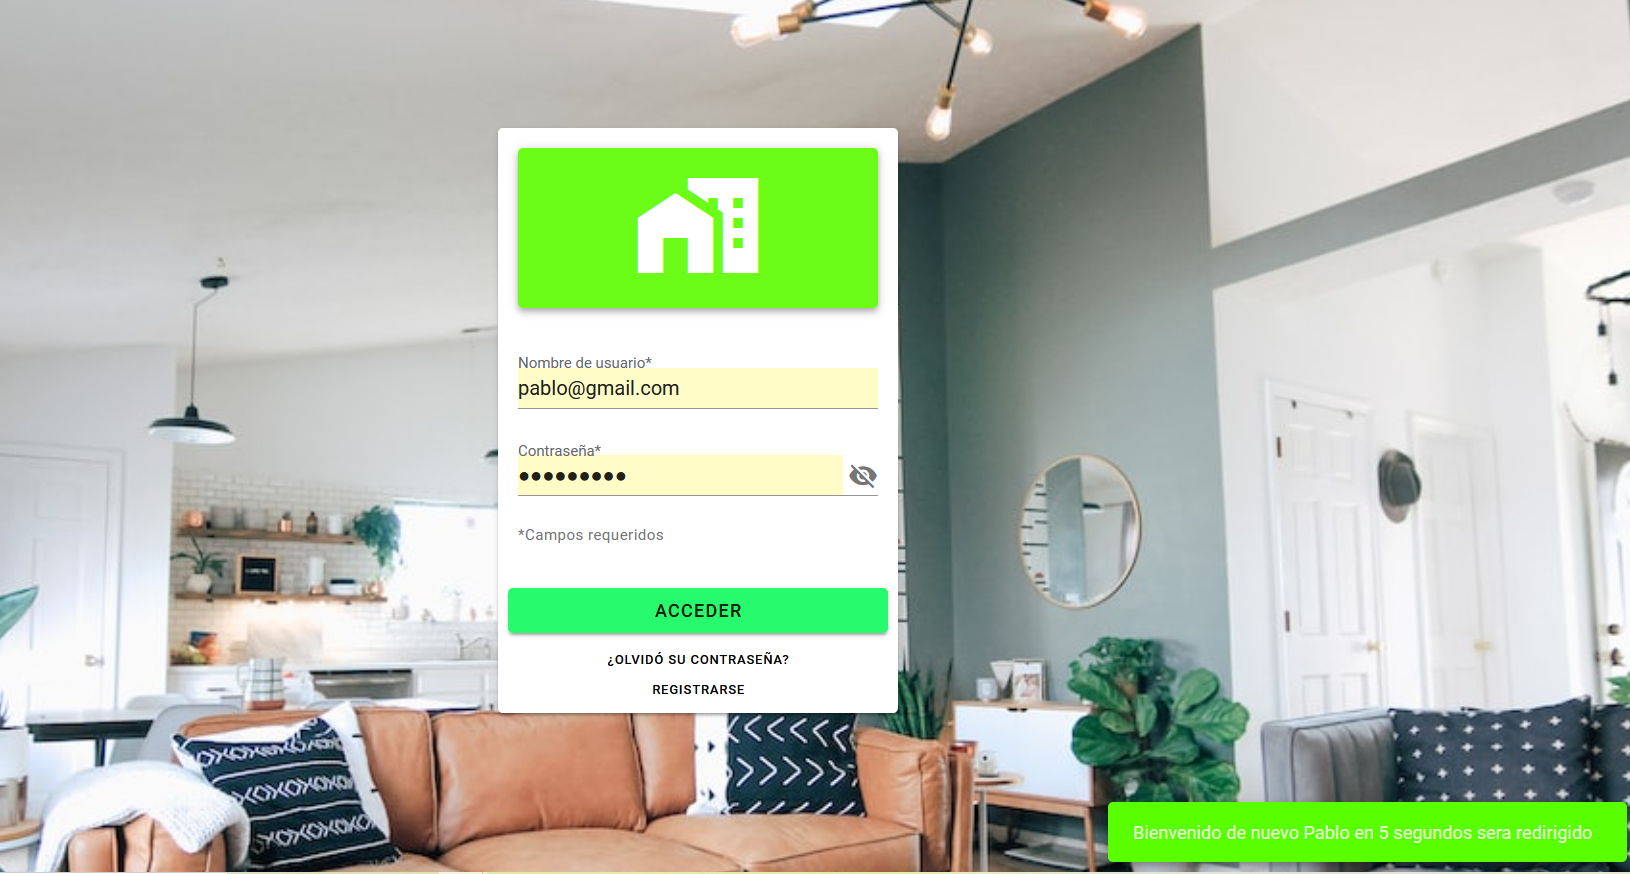 Nombre de usuario*
pablo@gmail.com
Contraseña*
*Campos requeridos
ACCEDER
¿OLVIDÓ SU CONTRASEÑA?
REGISTRARSE
Bienvenido de nuevo Pablo en 5 segundos sera redirigido